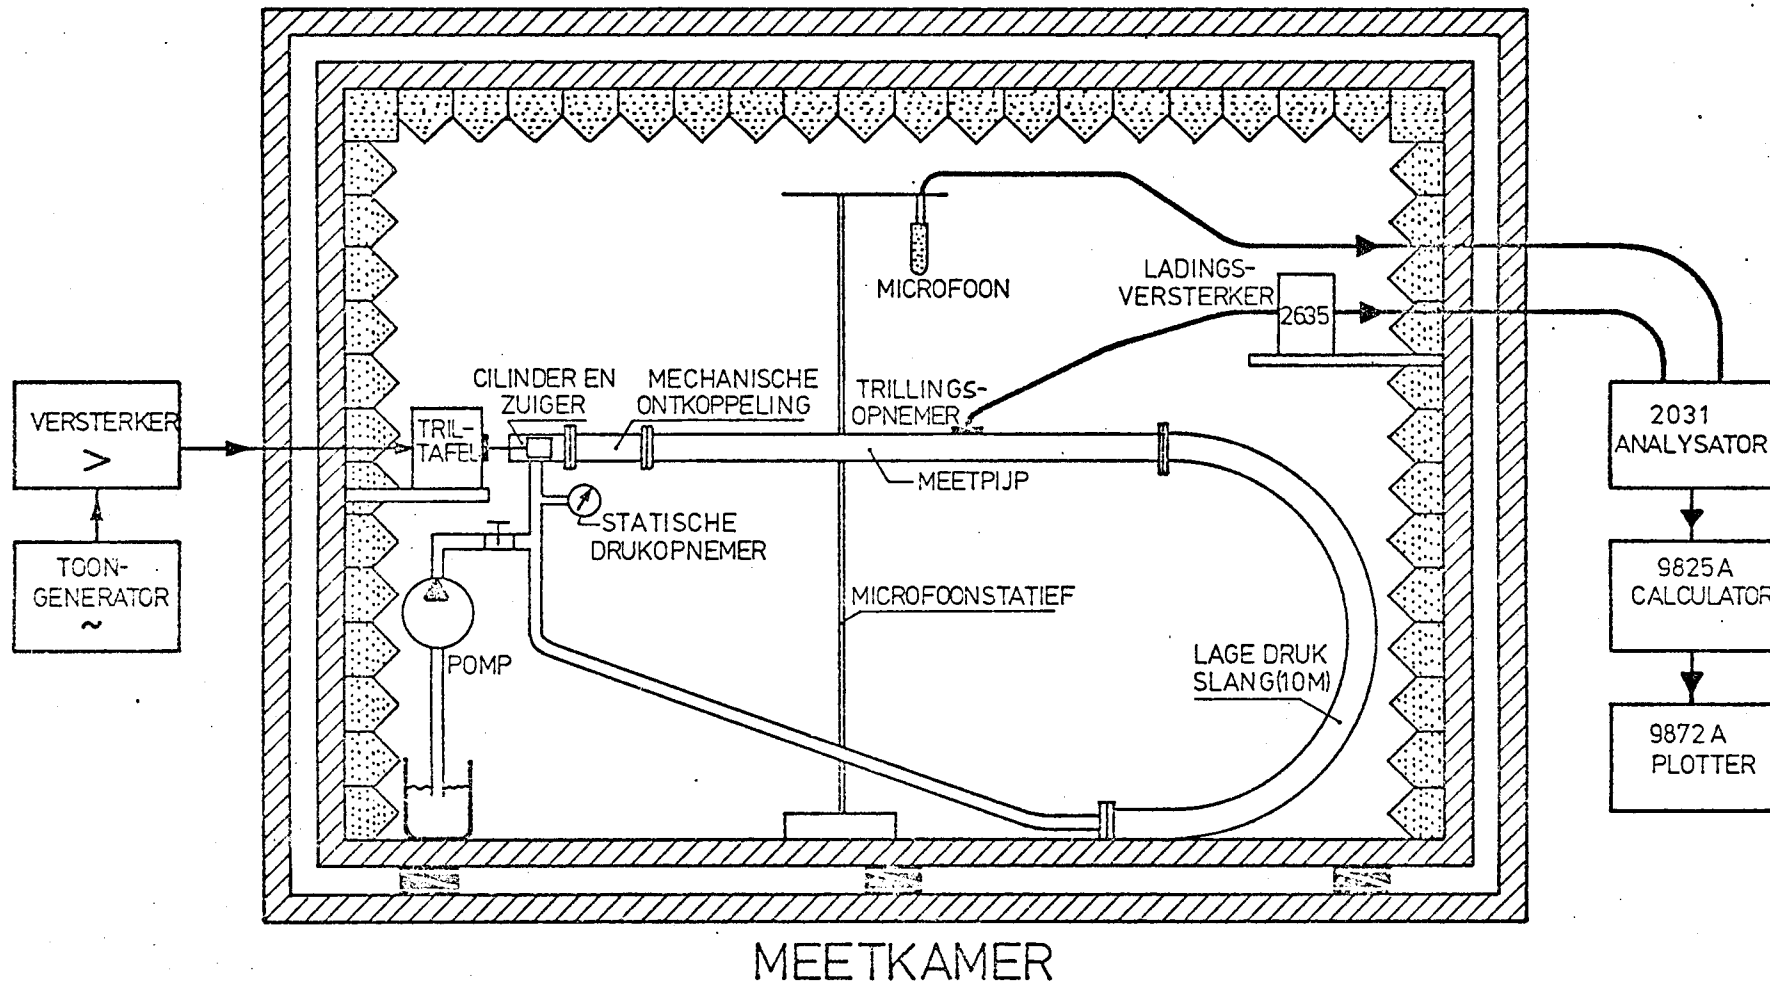 MICROFOON
LADINGS-
VERSTERKER
2635
CILINDER EN
ZUIGER
MECHANISCHE
ONTKOPPELING
TRILLINGS-
OPNEMER
VERSTERKER
>
TRIL-
TAFEL
2031
ANALYSATOR
MEETPIJP
STATISCHE
DRUKOPNEMER
TOON-
GENERATOR
~
9825A
CALCULATOR
MICROFOONSTATIEF
POMP
LAGE DRUK
SLANG(10M)
9872A
PLOTTER
MEETKAMER